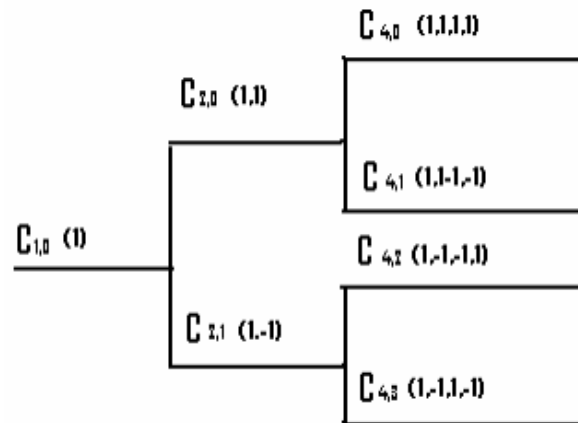 C4,0 (1,1,1,1)
C2,0 (1,1)
C4,1 (1,1-1,-1)
C1,0 (1)
C4,2 (1,-1,-1,1)
C2,1 (1.-1)
C4,3 (1,-1,1,-1)